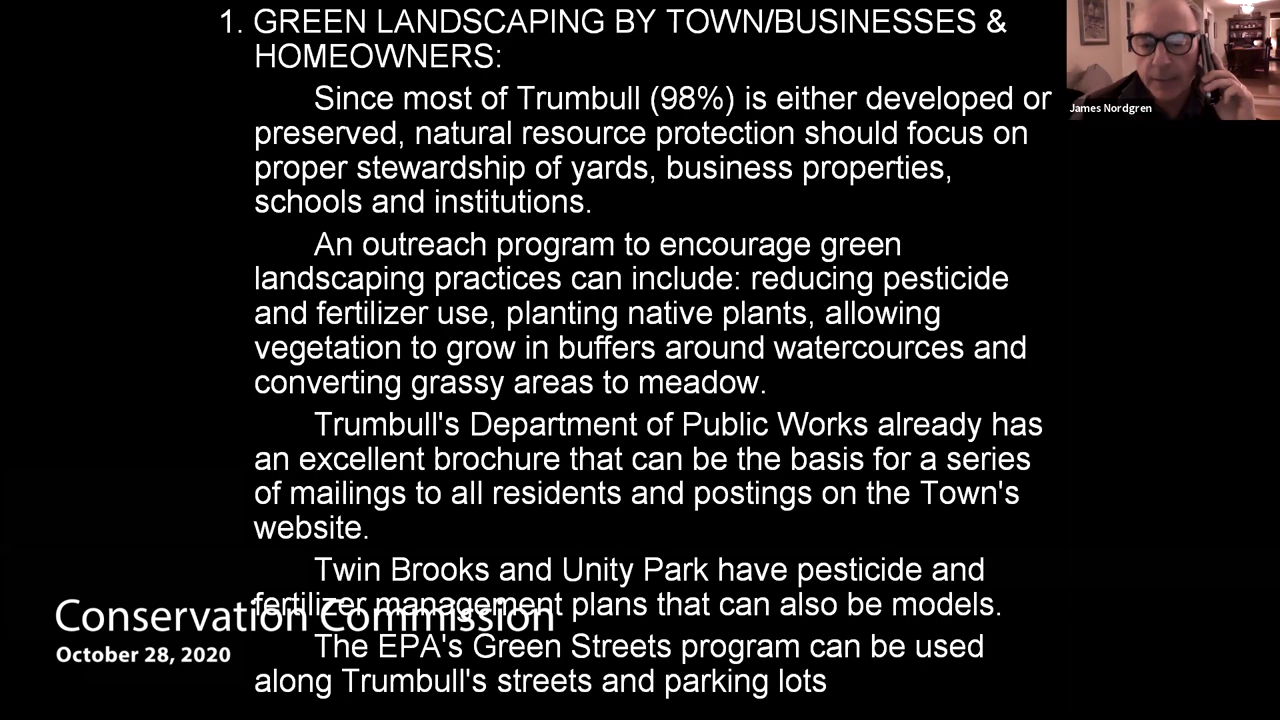 1. GREEN LANDSCAPING BY TOWN/BUSINESSES &
HOMEOWNERS:
Since most of Trumbull (98%) is either developed or
preserved, natural resource protection should focus on
proper stewardship of yards, business properties,
schools and institutions.
An outreach program to encourage green
landscaping practices can include: reducing pesticide
and fertilizer use, planting native plants, allowing
vegetation to grow in buffers around watercources and
converting grassy areas to meadow.
Trumbull's Department of Public Works already has
an excellent brochure that can be the basis for a series
of mailings to all residents and postings on the Town's
website.
Twin Brooks and Unity Park have pesticide and
fertilizer management plans that can also be models.
The EPA's Green Streets program can be used
along Trumbull's streets and parking lots
James Nordgren
Conservation Commission
October 28, 2020